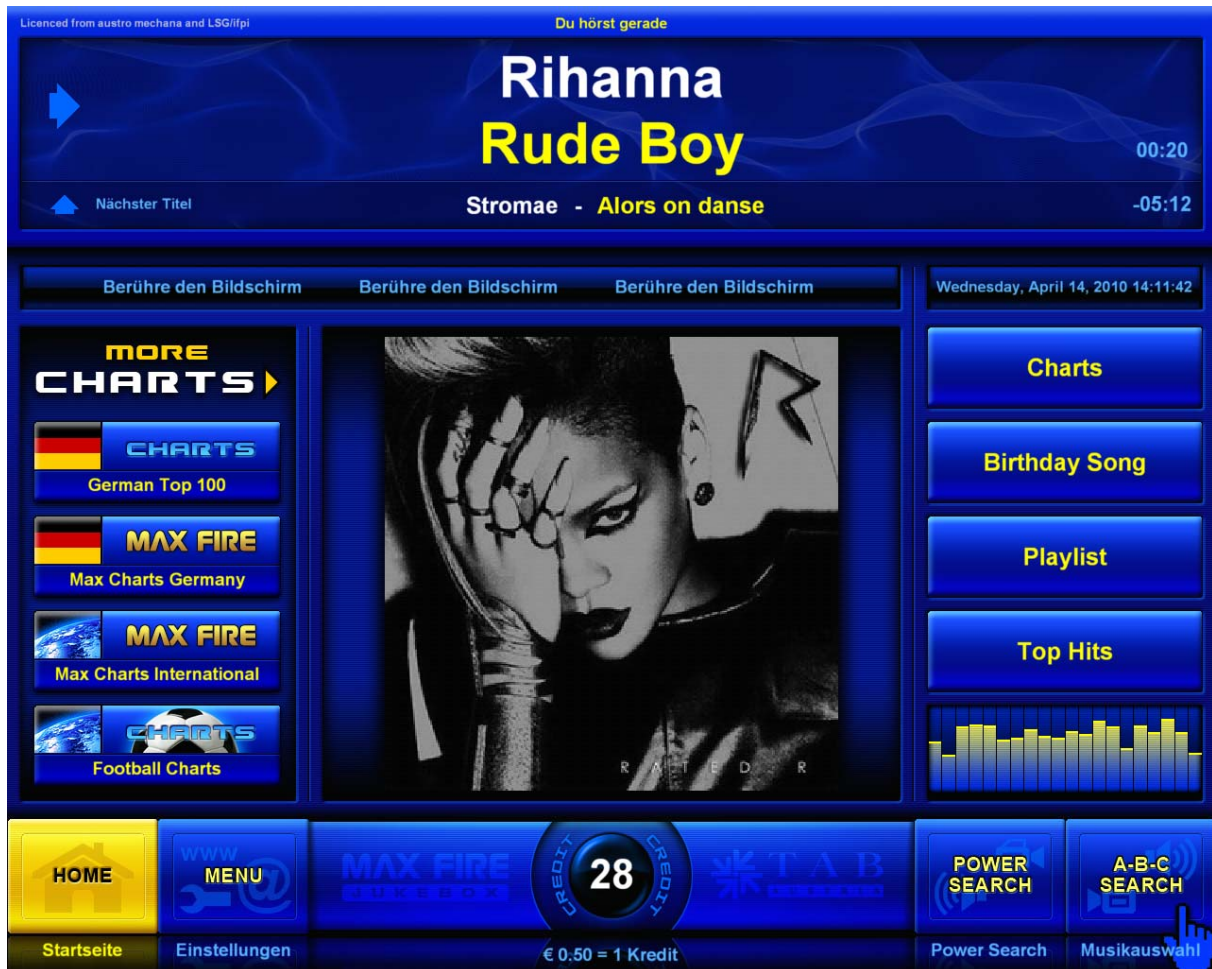 Licenced from austro mechana and LSG/ifpi
Du hörst gerade
Rihanna
Rude Boy
00:20
Nächster Titel
Stromae - Alors on danse
-05:12
Berühre den Bildschirm Berühre den Bildschirm Berühre den Bildschirm
Wednesday, April 14, 2010 14:11:42
MORE
CHARTS
CHARTS
German Top 100
MAX FIRE
Max Charts Germany
MAX FIRE
Max Charts International
CHARTS
Football Charts
R
RATED R
Charts
Birthday Song
Playlist
Top Hits
HOME
Startseite
WWW
@
MENU
Einstellungen
MAX FIRE
JUKEBOX
CREDIT
28
CREDIT
€ 0.50 = 1 Kredit
TAB
AUSTRIA
POWER
SEARCH
Power Search
A-B-C
SEARCH
Musikauswahl